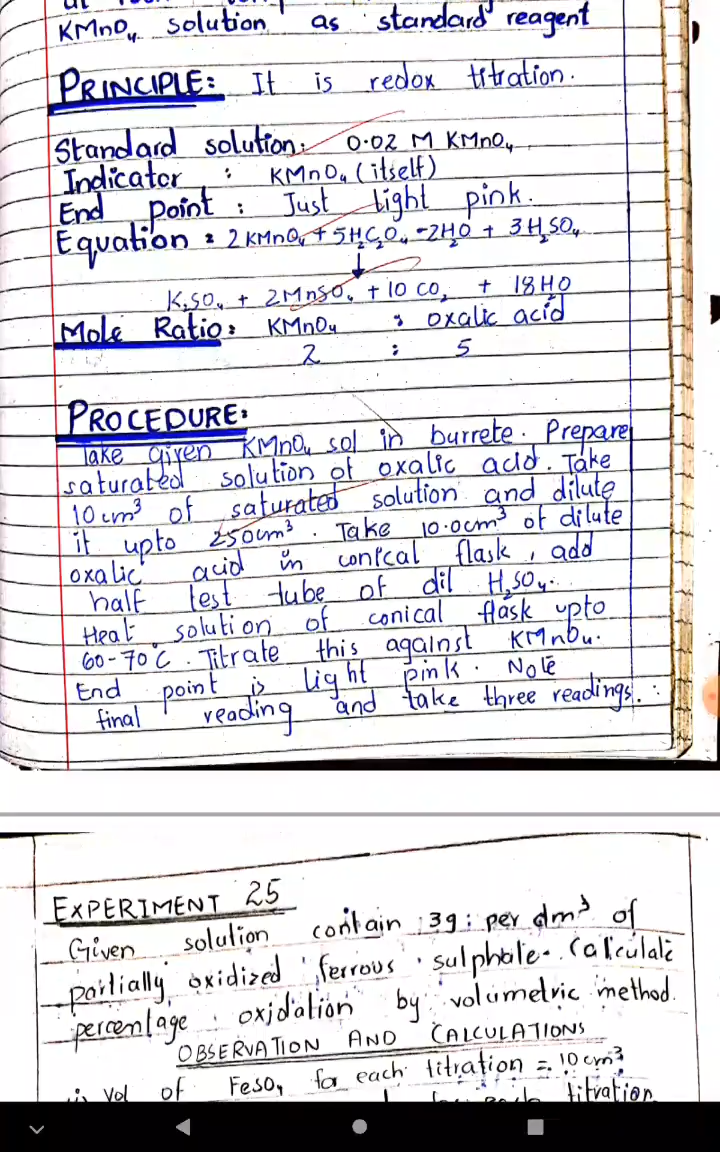 KMnO₄ solution as standard reagent
PRINCIPLE: It is redox titration.
Standard solution: 0.02 M KMnO₄
Indicator : KMnO₄ (itself)
End point : Just light pink.
Equation : 2KMnO₄ + 5H₂C₂O₄ - 2H₂O + 3H₂SO₄
↓
K₂SO₄ + 2MnSO₄ + 10 CO₂ + 18H₂O
Mole Ratio: KMnO₄ : oxalic acid
2 : 5
PROCEDURE:
Take given KMnO₄ sol in burrete. Prepare
saturated solution of oxalic acid. Take
10 cm³ of saturated solution and dilute
it upto 250cm³. Take 10.0cm³ of dilute
oxalic acid in conical flask, add
half test tube of dil H₂SO₄.
Heat solution of conical flask upto
60-70°C. Titrate this against KMnO₄.
End point is light pink. Note
final reading and take three readings.
EXPERIMENT 25
Given solution contain 3g per dm³ of
partially oxidized ferrous sulphate. Calculate
percentage oxidation by volumetric method.
OBSERVATION AND CALCULATIONS
vol of FeSO₄ for each titration = 10 cm³
titration